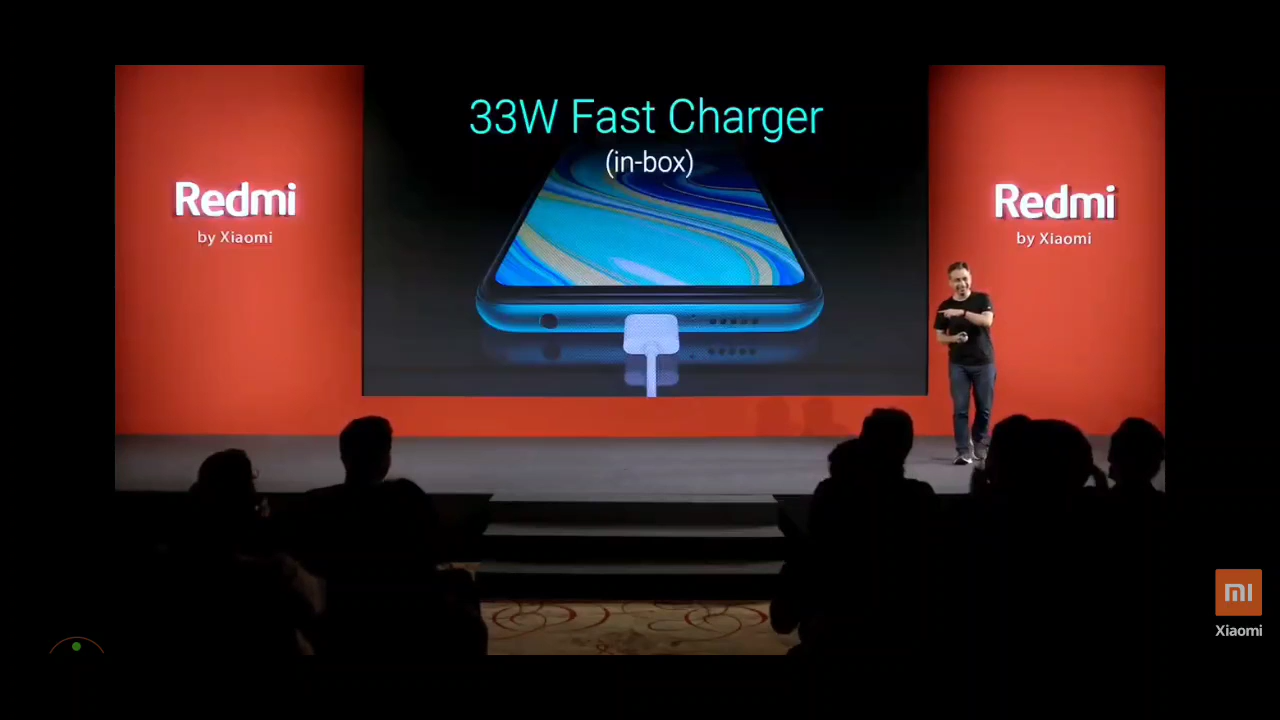 33W Fast Charger
(in-box)
Redmi
by Xiaomi
Redmi
by Xiaomi
mi
Xiaomi